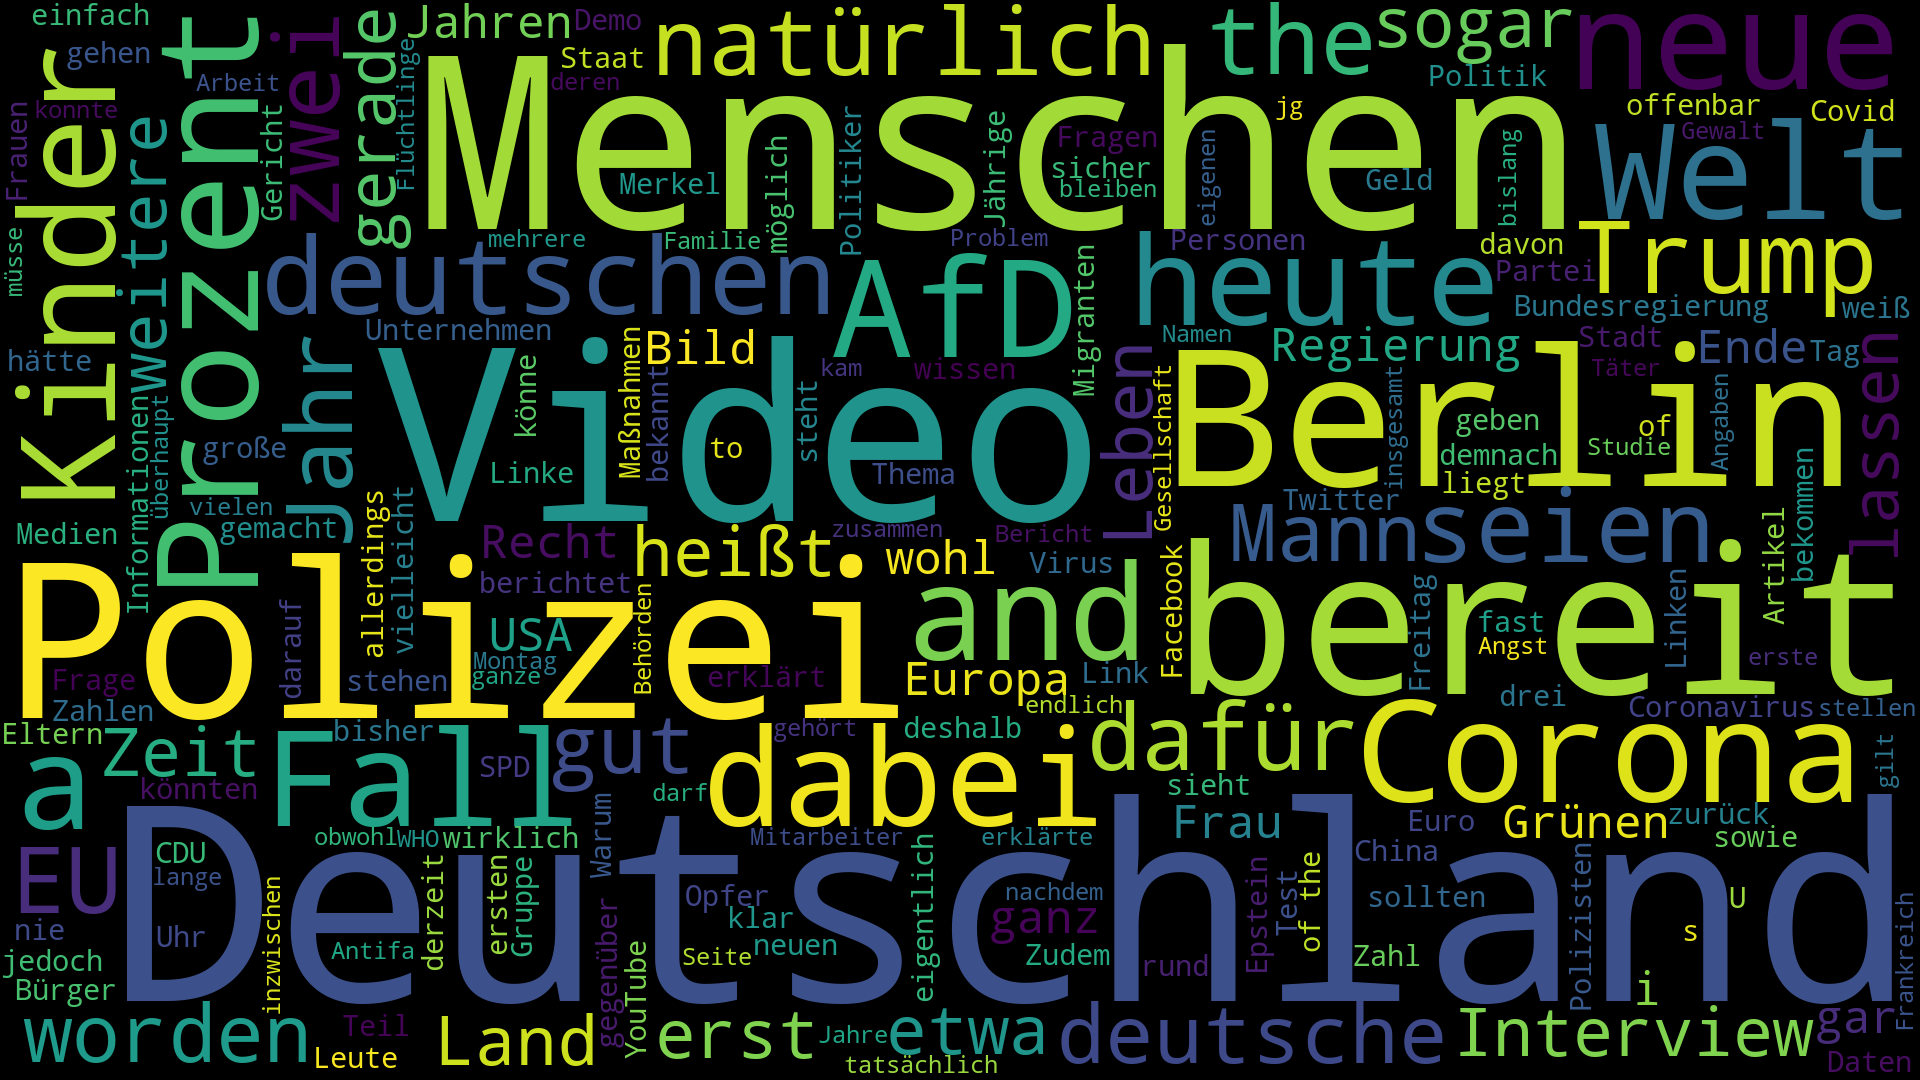 einfach
Jahren
Demo
natürlich
the
sogar
neue
gehen
Staat
Politik
Arbeit
deren
offenbar
Covid
konnte
zwei
gerade
Menschen
jg
Gewalt
Frauen
Kinder
Prozent
Gericht
Flüchtlinge
Fragen
Welt
Weitere
Merkel
möglich
Politiker
Jährige
sicher
bleiben
eigenen
Geld
bislang
müsse
deutschen
mehrere
Familie
Problem
Personen
davon
Trump
AfD
Migranten
heute
Partei
Bundesregierung
weiß
Unternehmen
Bild
Namen
Regierung
Stadt
Ende
Tag
hätte
Jahr
Video
könne
Maßnahmen
bekannt
kam
wissen
Leben
Berlin
Täter
lassen
Informationen
überhaupt
große
to
steht
Gesellschaft
insgesamt
geben
of
Angaben
Linke
Thema
demnach
Studie
liegt
vielen
Twitter
Medien
gemacht
allerdings
vielleicht
Recht
heißt
zusammen
Bericht
Mann
seien
Artikel
bekommen
wohl
Virus
Polizei
berichtet
and
Facebook
bereit
Linken
darauf
USA
Behörden
Freitag
fast
Montag
Angst
erste
Frage
stehen
ganze
erklärt
Europa
Link
drei
Zahlen
endlich
Coronavirus
stellen
Eltern
Zeit
bisher
gehört
deshalb
dafür
Corona
gilt
a
Fall
SPD
gut
dabei
sieht
könnten
darf
Warum
Frau
Euro
Grünen
zurück
sowie
obwohl
WHO
wirklich
Mitarbeiter
erklärte
EU
CDU
Deutschland
China
lange
derzeit
ersten
Gruppe
Opfer
eigentlich
nachdem
Epstein
Test
of the
sollten
Polizisten
U
nie
Uhr
inzwischen
klar
ganz
s
Frankreich
jedoch
Antifa
gegenüber
YouTube
Seite
neuen
Zudem
rund
Zahl
Bürger
i
worden
Teil
Land
erst
Jahre
etwa
deutsche
Interview
gar
Leute
tatsächlich
Daten